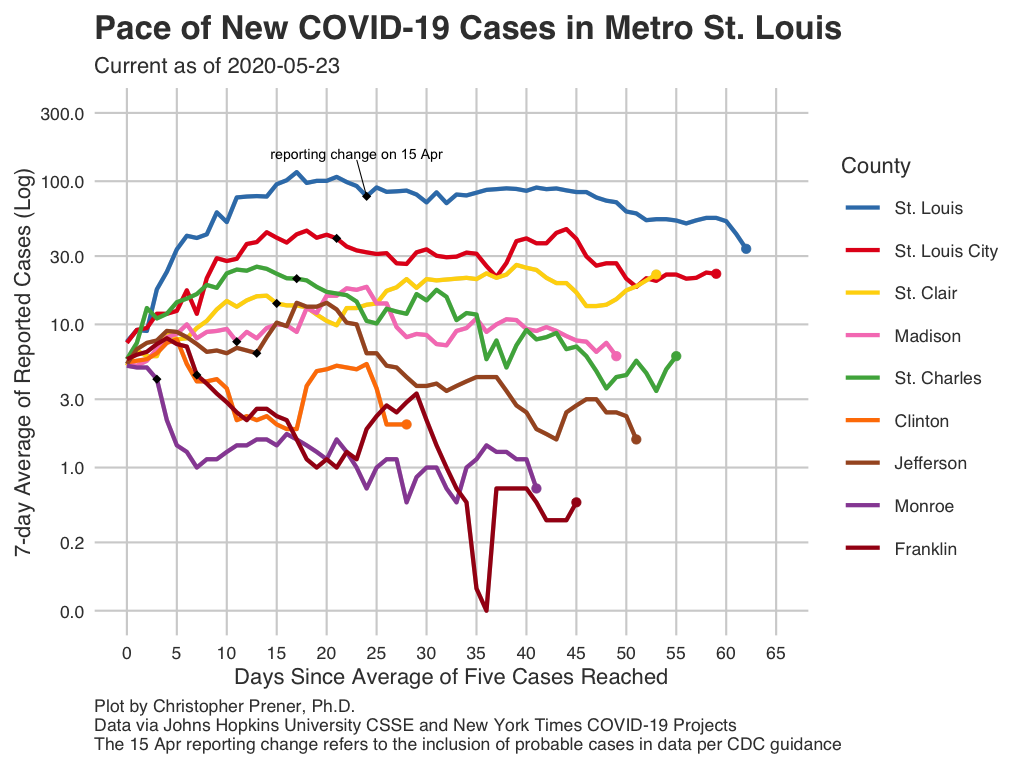 Pace of New COVID-19 Cases in Metro St. Louis
Current as of 2020-05-23
7-day Average of Reported Cases (Log)
300.0
100.0
30.0
10.0
3.0
1.0
0.2
0.0
reporting change on 15 Apr
0 5 10 15 20 25 30 35 40 45 50 55 60 65
Days Since Average of Five Cases Reached
County
St. Louis
St. Louis City
St. Clair
Madison
St. Charles
Clinton
Jefferson
Monroe
Franklin
Plot by Christopher Prener, Ph.D.
Data via Johns Hopkins University CSSE and New York Times COVID-19 Projects
The 15 Apr reporting change refers to the inclusion of probable cases in data per CDC guidance